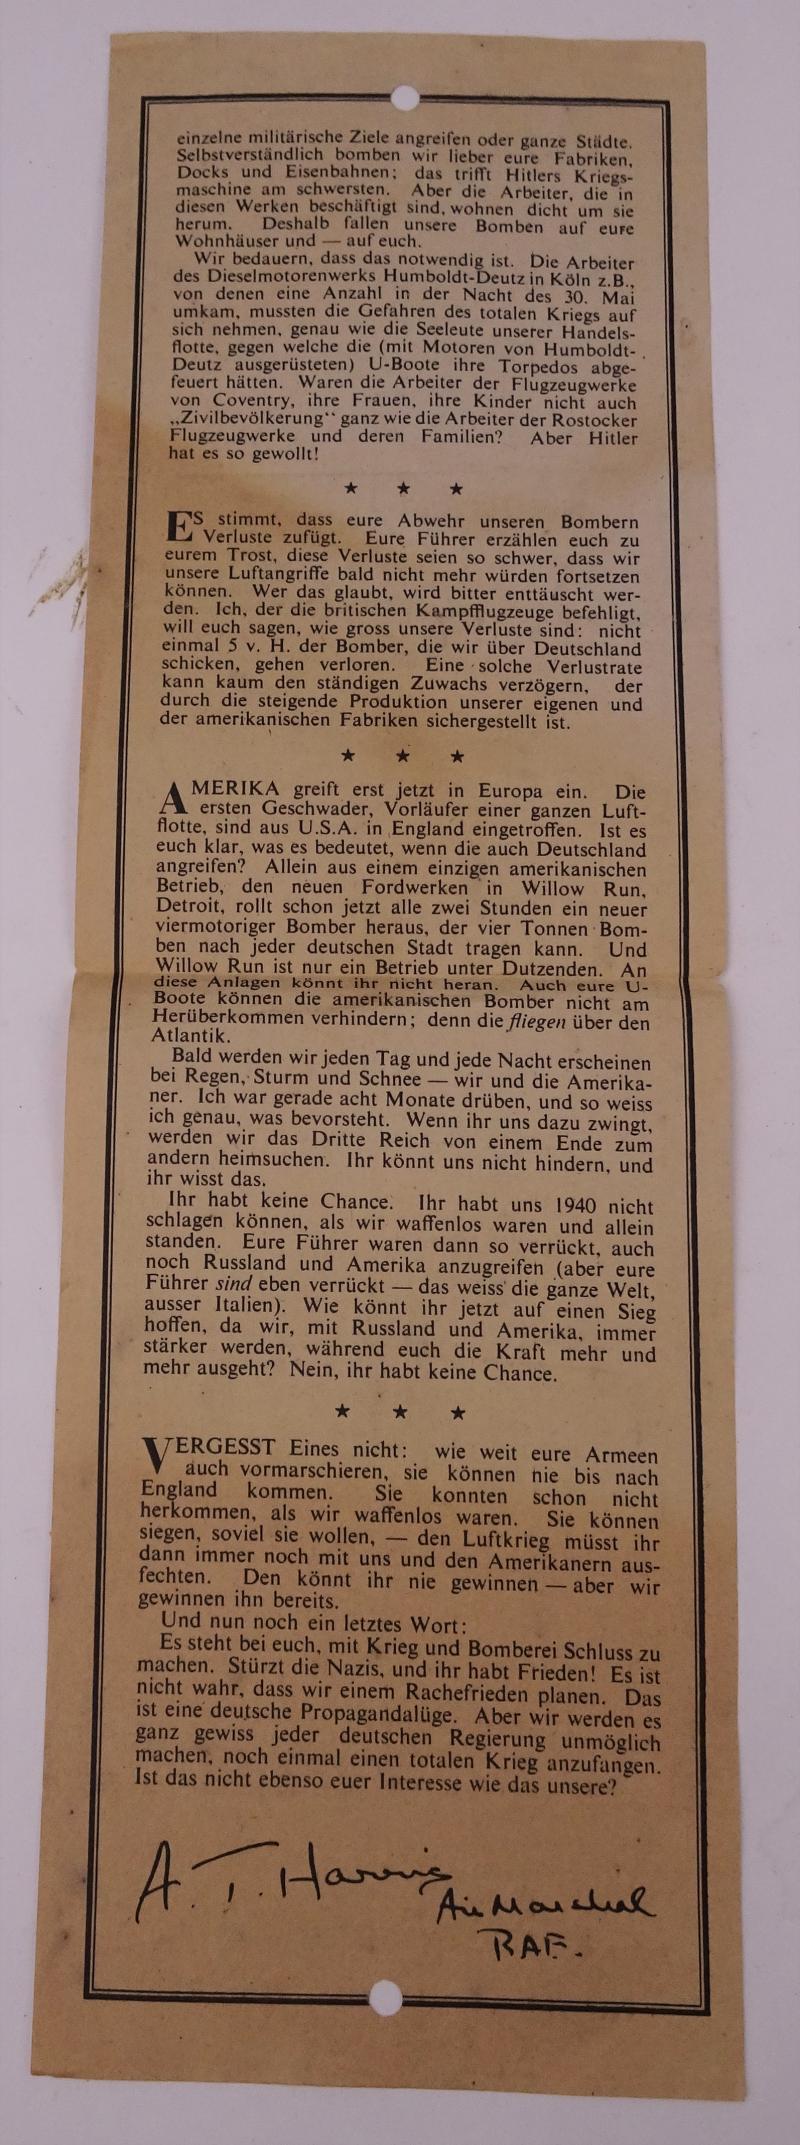 einzelne militärische Ziele angreifen oder ganze Städte.
Selbstverständlich bomben wir lieber eure Fabriken,
Docks und Eisenbahnen; das trifft Hitlers Kriegs-
maschine am schwersten. Aber die Arbeiter, die in
diesen Werken beschäftigt sind, wohnen dicht um sie
herum. Deshalb fallen unsere Bomben auf eure
Wohnhäuser und — auf euch.
Wir bedauern, dass das notwendig ist. Die Arbeiter
des Dieselmotorenwerks Humboldt-Deutz in Köln z.B.,
von denen eine Anzahl in der Nacht des 30. Mai
umkam, mussten die Gefahren des totalen Kriegs auf
sich nehmen, genau wie die Seeleute unserer Handels-
flotte, gegen welche die (mit Motoren von Humboldt-
Deutz ausgerüsteten) U-Boote ihre Torpedos abge-
feuert hätten. Waren die Arbeiter der Flugzeugwerke
von Coventry, ihre Frauen, ihre Kinder nicht auch
„Zivilbevölkerung“ ganz wie die Arbeiter der Rostocker
Flugzeugwerke und deren Familien? Aber Hitler
hat es so gewollt!
★ ★ ★
ES stimmt, dass eure Abwehr unseren Bombern
Verluste zufügt. Eure Führer erzählen euch zu
eurem Trost, diese Verluste seien so schwer, dass wir
unsere Luftangriffe bald nicht mehr würden fortsetzen
können. Wer das glaubt, wird bitter enttäuscht wer-
den. Ich, der die britischen Kampfflugzeuge befehligt,
will euch sagen, wie gross unsere Verluste sind: nicht
einmal 5 v. H. der Bomber, die wir über Deutschland
schicken, gehen verloren. Eine solche Verlustrate
kann kaum den ständigen Zuwachs verzögern, der
durch die steigende Produktion unserer eigenen und
der amerikanischen Fabriken sichergestellt ist.
★ ★ ★
AMERIKA greift erst jetzt in Europa ein. Die
ersten Geschwader, Vorläufer einer ganzen Luft-
flotte, sind aus U.S.A. in England eingetroffen. Ist es
euch klar, was es bedeutet, wenn die auch Deutschland
angreifen? Allein aus einem einzigen amerikanischen
Betrieb, den neuen Fordwerken in Willow Run,
Detroit, rollt schon jetzt alle zwei Stunden ein neuer
viermotoriger Bomber heraus, der vier Tonnen Bom-
ben nach jeder deutschen Stadt tragen kann. Und
Willow Run ist nur ein Betrieb unter Dutzenden. An
diese Anlagen könnt ihr nicht heran. Auch eure U-
Boote können die amerikanischen Bomber nicht am
Herüberkommen verhindern; denn die fliegen über den
Atlantik.
Bald werden wir jeden Tag und jede Nacht erscheinen
bei Regen, Sturm und Schnee — wir und die Amerika-
ner. Ich war gerade acht Monate drüben, und so weiss
ich genau, was bevorsteht. Wenn ihr uns dazu zwingt,
werden wir das Dritte Reich von einem Ende zum
andern heimsuchen. Ihr könnt uns nicht hindern, und
ihr wisst das.
Ihr habt keine Chance. Ihr habt uns 1940 nicht
schlagen können, als wir waffenlos waren und allein
standen. Eure Führer waren dann so verrückt, auch
noch Russland und Amerika anzugreifen (aber eure
Führer sind eben verrückt — das weiss die ganze Welt,
ausser Italien). Wie könnt ihr jetzt auf einen Sieg
hoffen, da wir, mit Russland und Amerika, immer
stärker werden, während euch die Kraft mehr und
mehr ausgeht? Nein, ihr habt keine Chance.
★ ★ ★
VERGESST Eines nicht: wie weit eure Armeen
auch vormarschieren, sie können nie bis nach
England kommen. Sie konnten schon nicht
herkommen, als wir waffenlos waren. Sie können
siegen, soviel sie wollen, — den Luftkrieg müsst ihr
dann immer noch mit uns und den Amerikanern aus-
fechten. Den könnt ihr nie gewinnen — aber wir
gewinnen ihn bereits.
Und nun noch ein letztes Wort:
Es steht bei euch, mit Krieg und Bomberei Schluss zu
machen. Stürzt die Nazis, und ihr habt Frieden! Es ist
nicht wahr, dass wir einem Rachefrieden planen. Das
ist eine deutsche Propagandalüge. Aber wir werden es
ganz gewiss jeder deutschen Regierung unmöglich
machen, noch einmal einen totalen Krieg anzufangen.
Ist das nicht ebenso euer Interesse wie das unsere?
A. T. Harris
Air Marshal
RAF.